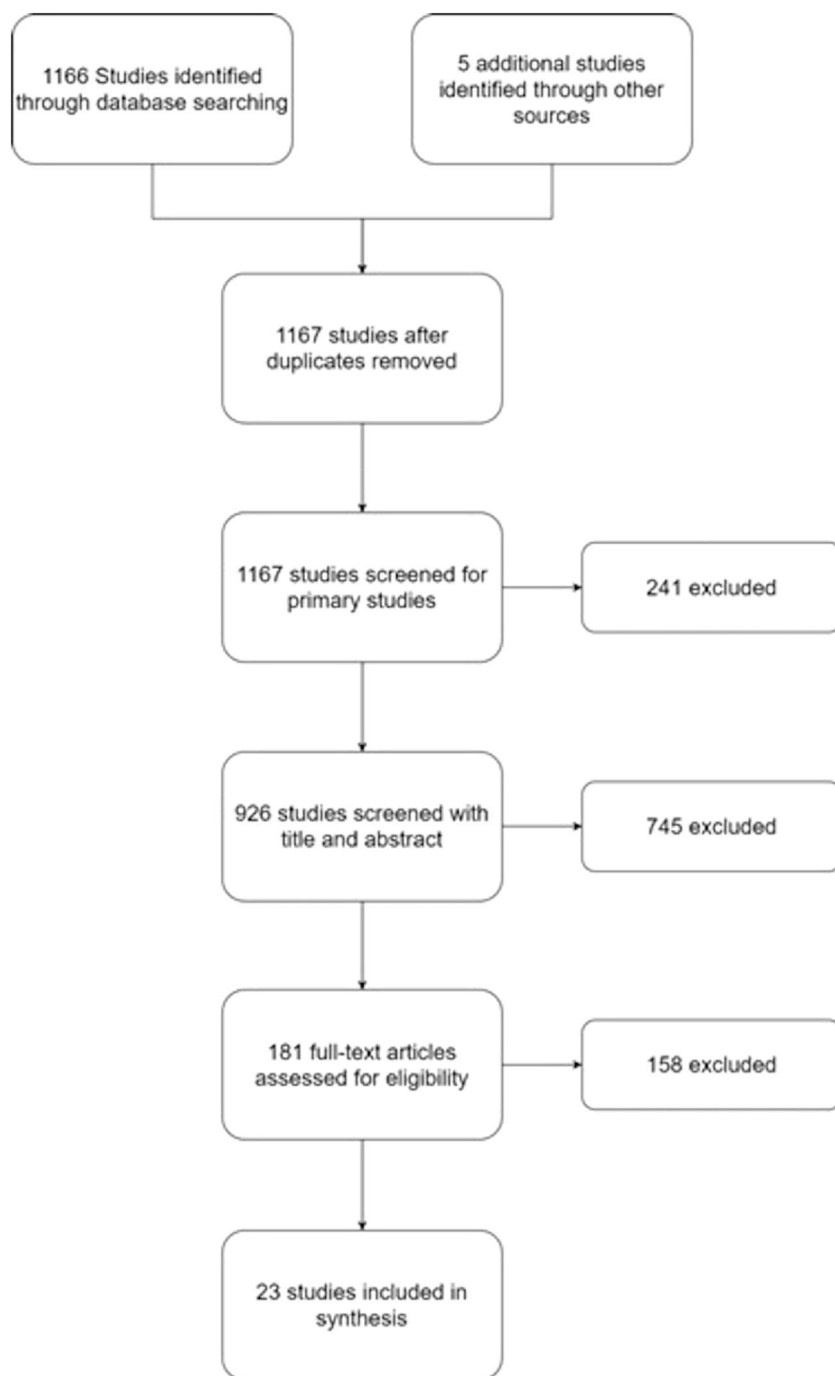 1166 Studies identified
through database searching
5 additional studies
identified through other
sources
1167 studies after
duplicates removed
1167 studies screened for
primary studies
241 excluded
926 studies screened with
title and abstract
745 excluded
181 full-text articles
assessed for eligibility
158 excluded
23 studies included in
synthesis